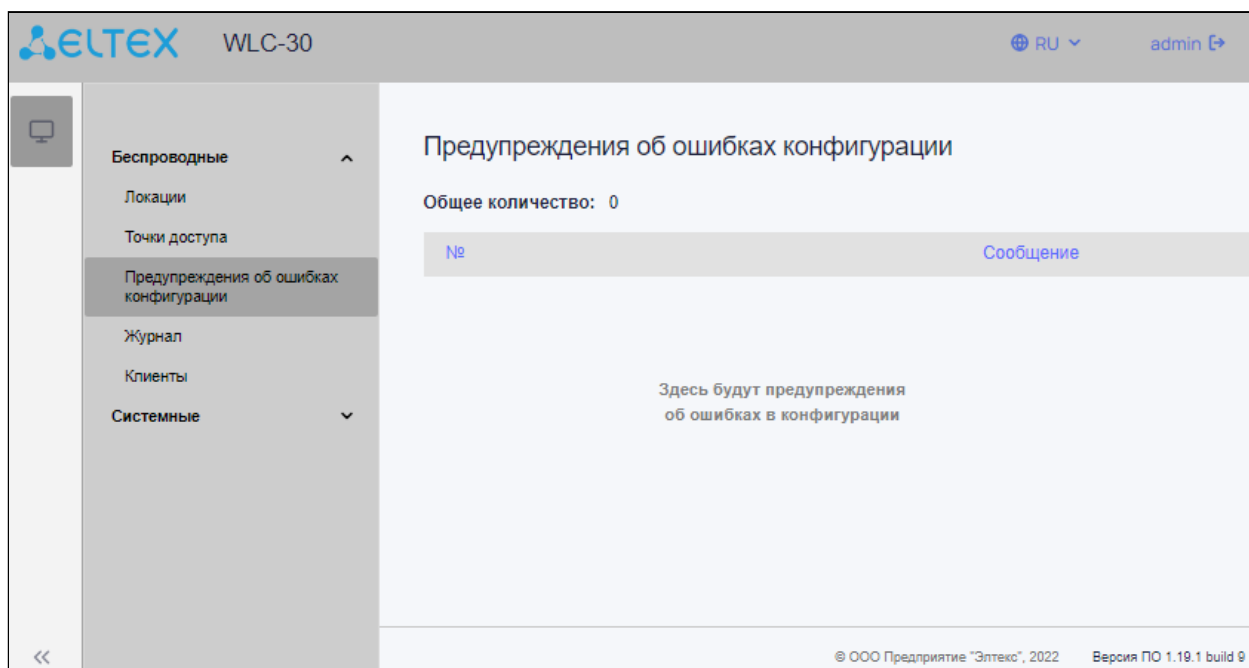 ELTEX WLC-30 RU admin
Беспроводные
Локации
Точки доступа
Предупреждения об ошибках
конфигурации
Журнал
Клиенты
Системные
Предупреждения об ошибках конфигурации
Общее количество: 0
№ Сообщение
Здесь будут предупреждения
об ошибках в конфигурации
© ООО Предприятие "Элтекс", 2022 Версия ПО 1.19.1 build 9